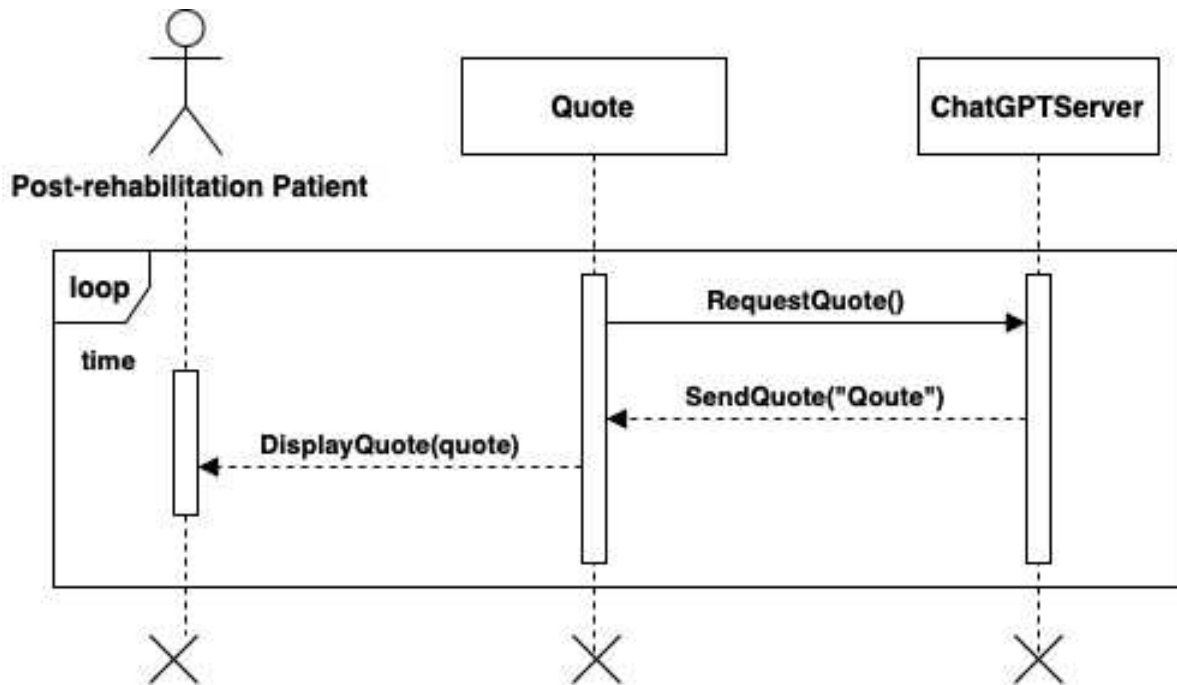 Quote
ChatGPTServer
Post-rehabilitation Patient
loop
RequestQuote()
time
SendQuote("Qoute")
DisplayQuote(quote)